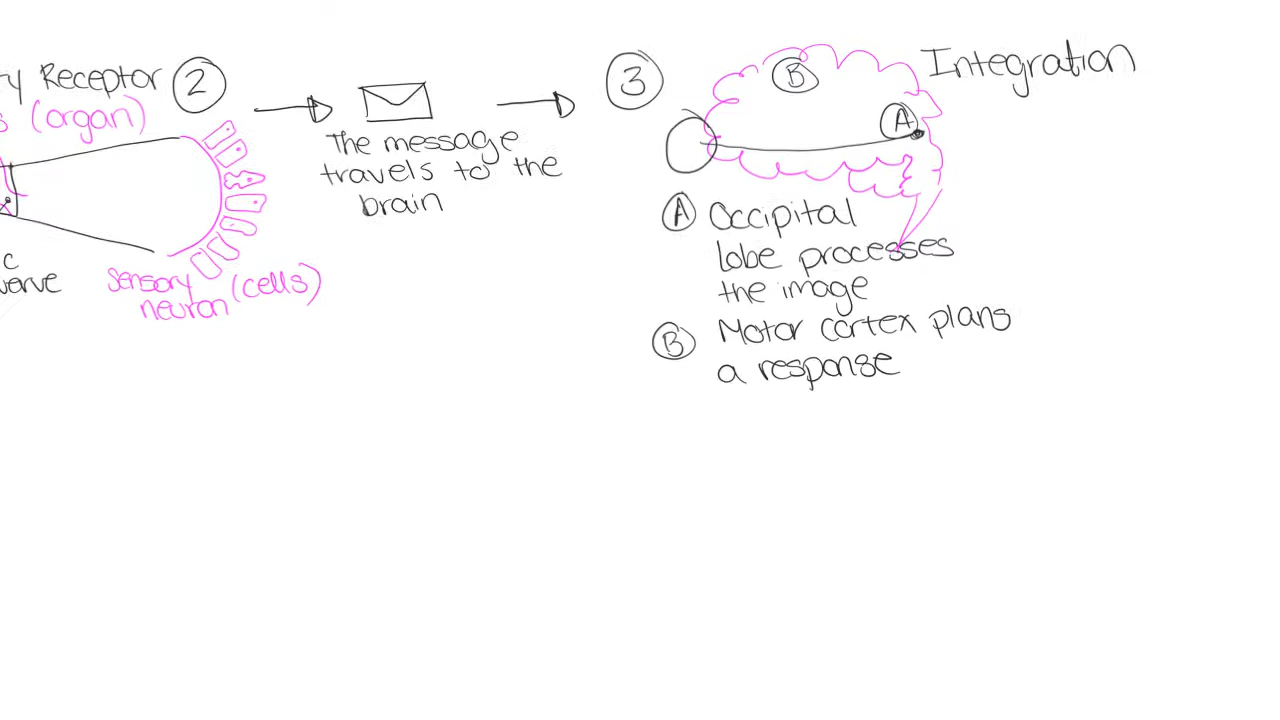 ty Receptor
2
s (organ)
c
nerve
sensory
neuron (cells)
The message
travels to the
brain
3
Integration
B
A
A Occipital
lobe processes
the image
B Motor cortex plans
a response